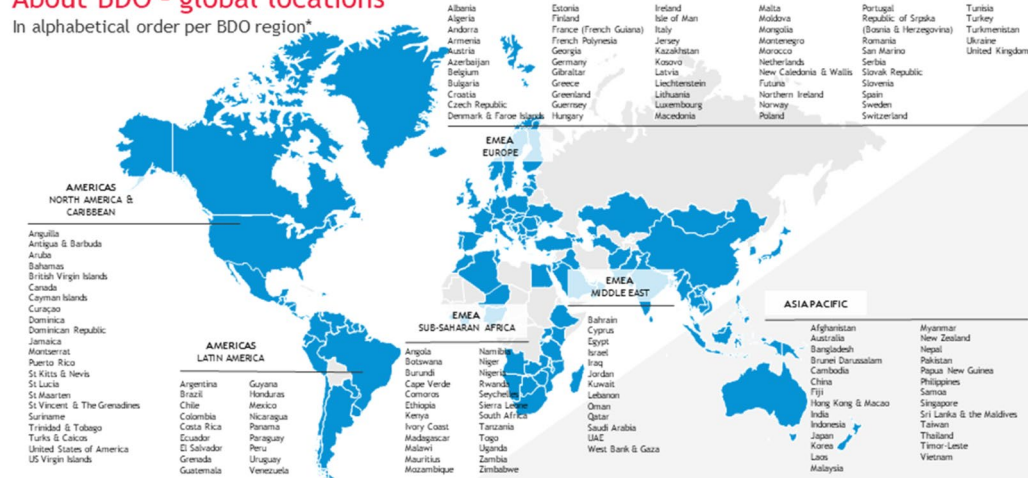 About BDO – global locations
In alphabetical order per BDO region*
Albania
Algeria
Andorra
Armenia
Austria
Azerbaijan
Belgium
Bulgaria
Croatia
Czech Republic
Denmark & Faroe Islands
Estonia
Finland
France (French Guiana)
French Polynesia
Georgia
Germany
Gibraltar
Greece
Greenland
Guernsey
Hungary
Ireland
Isle of Man
Italy
Jersey
Kazakhstan
Kosovo
Latvia
Liechtenstein
Lithuania
Luxembourg
Macedonia
Malta
Moldova
Mongolia
Montenegro
Morocco
Netherlands
New Caledonia & Wallis
Futuna
Northern Ireland
Norway
Poland
Portugal
Republic of Srpska
(Bosnia & Herzegovina)
Romania
San Marino
Serbia
Slovak Republic
Slovenia
Spain
Sweden
Switzerland
Tunisia
Turkey
Turkmenistan
Ukraine
United Kingdom
EMEA
EUROPE
AMERICAS
NORTH AMERICA &
CARIBBEAN
Anguilla
Antigua & Barbuda
Aruba
Bahamas
British Virgin Islands
Canada
Cayman Islands
Curaçao
Dominica
Dominican Republic
Jamaica
Montserrat
Puerto Rico
St Kitts & Nevis
St Lucia
St Maarten
St Vincent & The Grenadines
Suriname
Trinidad & Tobago
Turks & Caicos
United States of America
US Virgin Islands
AMERICAS
LATIN AMERICA
Argentina
Brazil
Chile
Colombia
Costa Rica
Ecuador
El Salvador
Grenada
Guatemala
Guyana
Honduras
Mexico
Nicaragua
Panama
Paraguay
Peru
Uruguay
Venezuela
EMEA
SUB-SAHARAN AFRICA
Angola
Botswana
Burundi
Cape Verde
Comoros
Ethiopia
Kenya
Ivory Coast
Madagascar
Malawi
Mauritius
Mozambique
Namibia
Niger
Nigeria
Rwanda
Seychelles
Sierra Leone
South Africa
Tanzania
Togo
Uganda
Zambia
Zimbabwe
EMEA
MIDDLE EAST
Bahrain
Cyprus
Egypt
Israel
Iraq
Jordan
Kuwait
Lebanon
Oman
Qatar
Saudi Arabia
UAE
West Bank & Gaza
ASIA PACIFIC
Afghanistan
Australia
Bangladesh
Brunei Darussalam
Cambodia
China
Fiji
Hong Kong & Macao
India
Indonesia
Japan
Korea
Laos
Malaysia
Myanmar
New Zealand
Nepal
Pakistan
Papua New Guinea
Philippines
Samoa
Singapore
Sri Lanka & the Maldives
Taiwan
Thailand
Timor-Leste
Vietnam